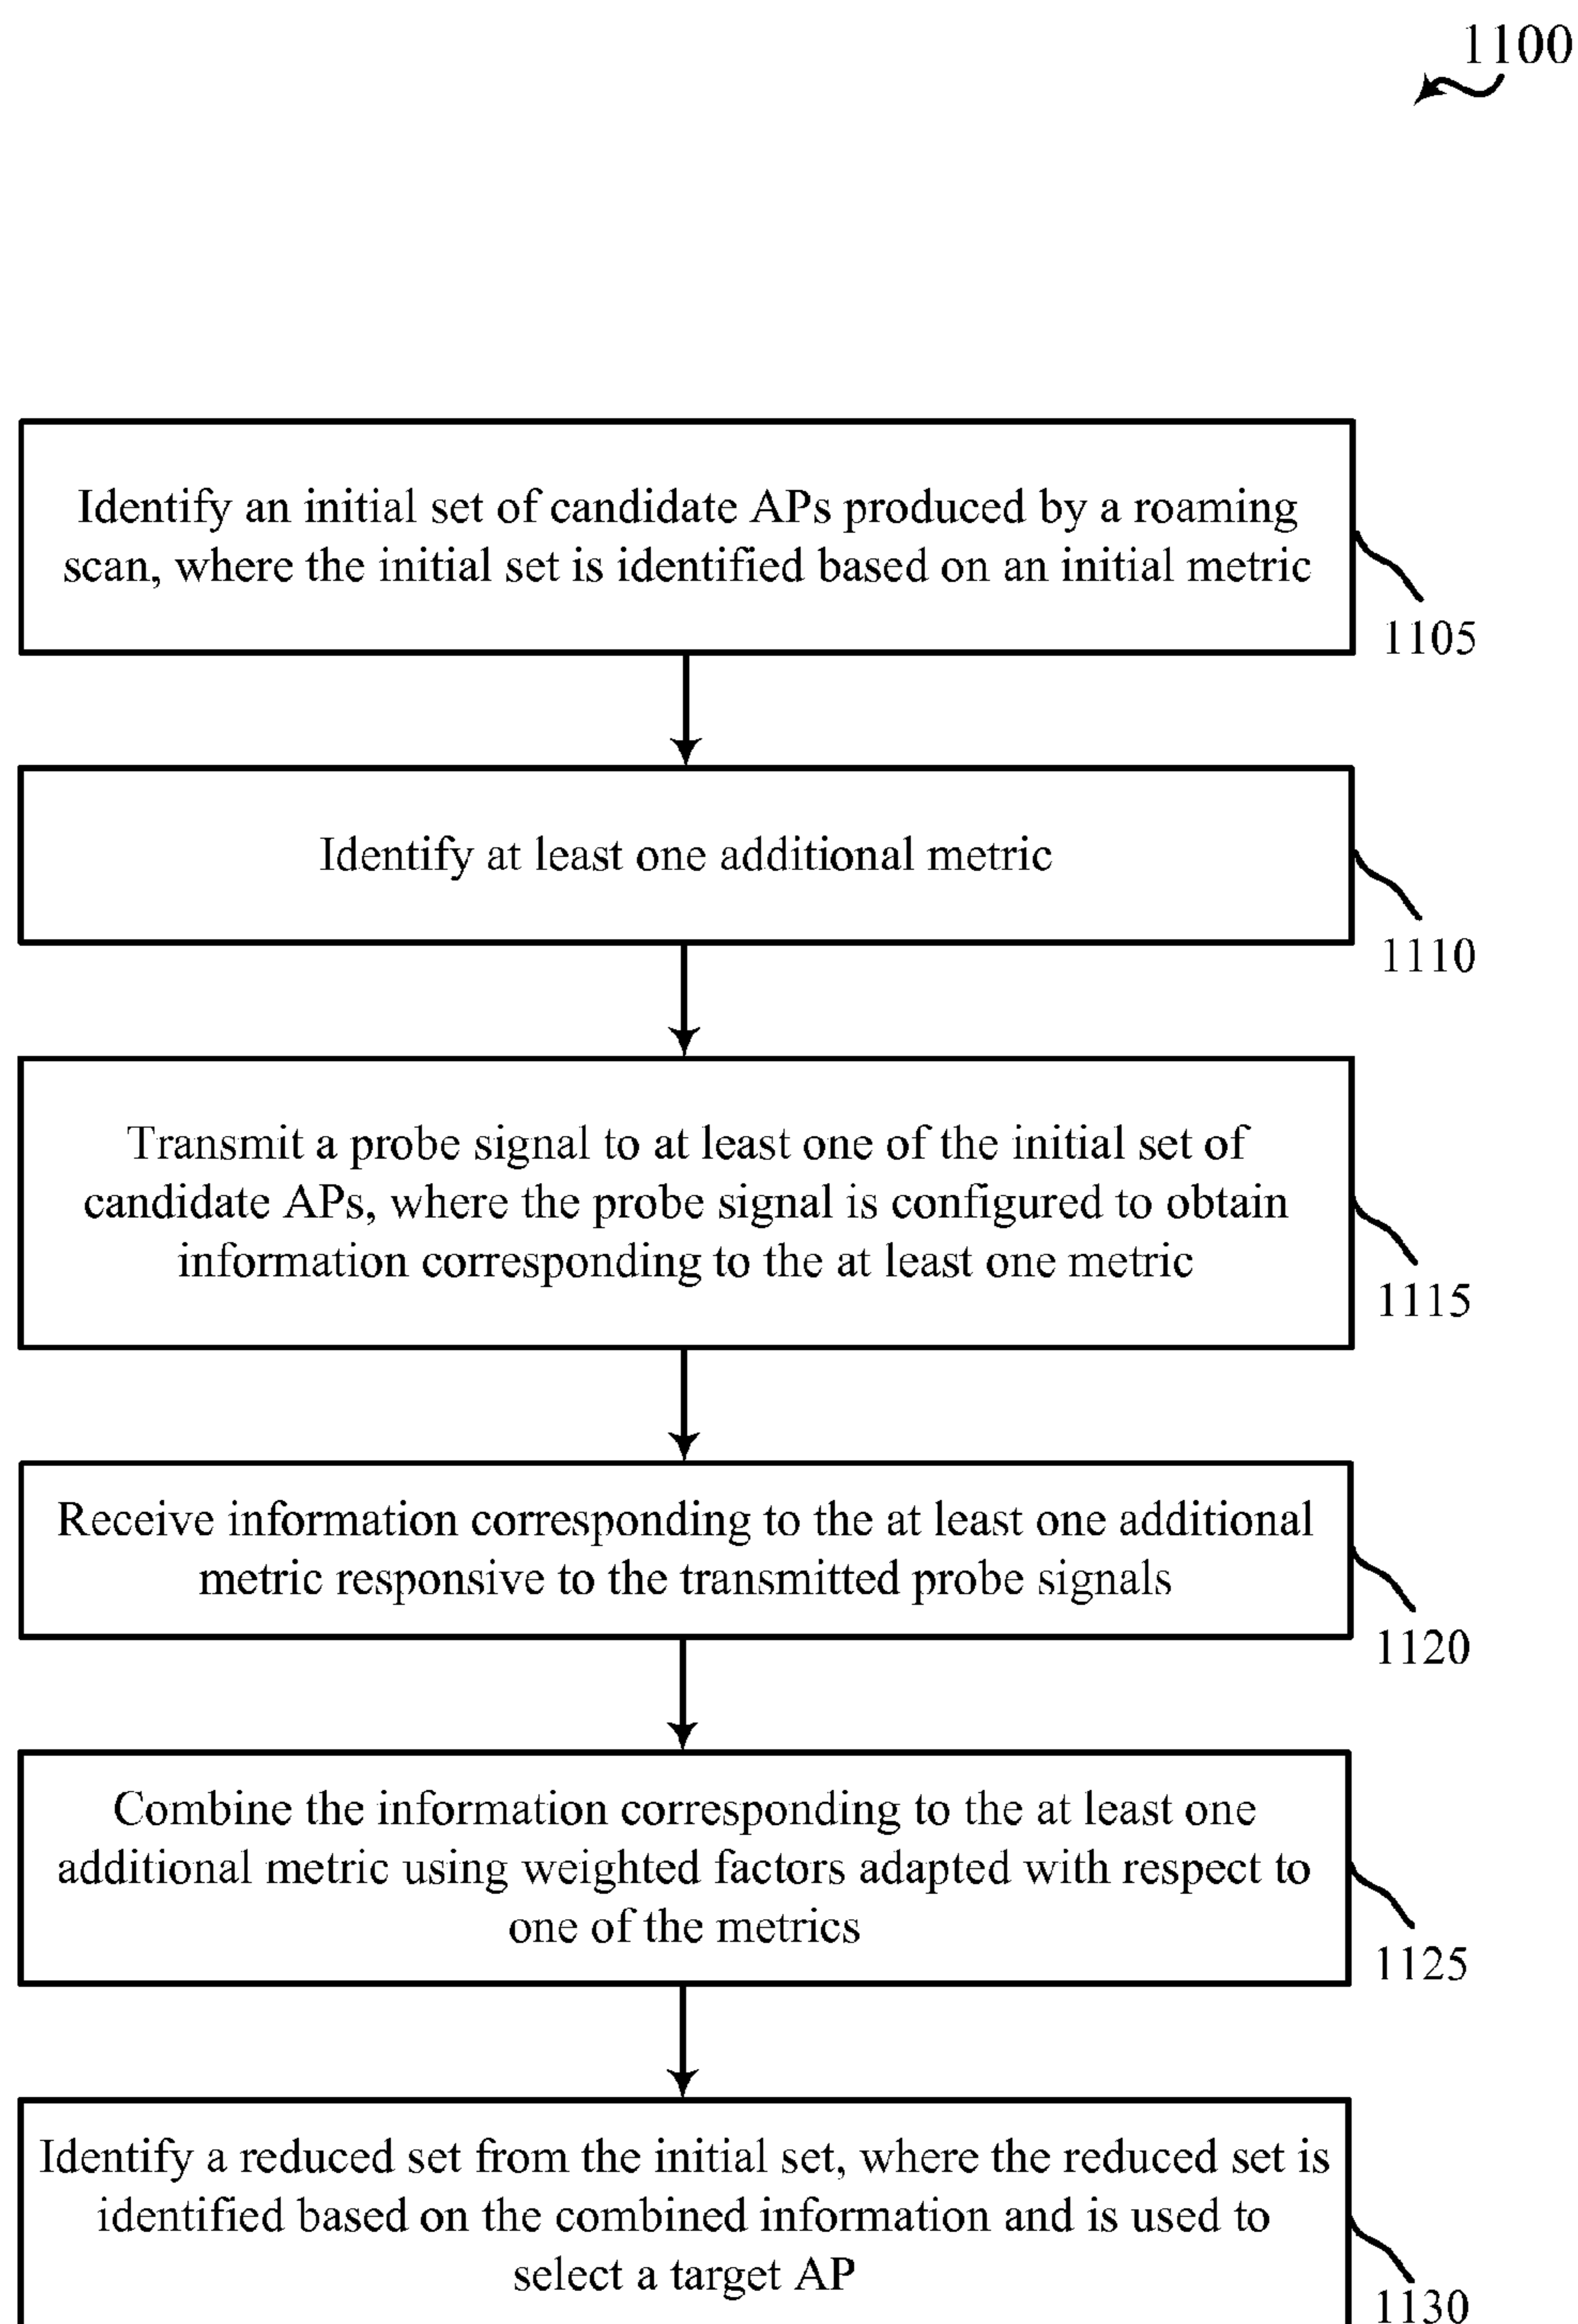 1100
Identify an initial set of candidate APs produced by a roaming
scan, where the initial set is identified based on an initial metric
1105
Identify at least one additional metric
1110
Transmit a probe signal to at least one of the initial set of
candidate APs, where the probe signal is configured to obtain
information corresponding to the at least one metric
1115
Receive information corresponding to the at least one additional
metric responsive to the transmitted probe signals
1120
Combine the information corresponding to the at least one
additional metric using weighted factors adapted with respect to
one of the metrics
1125
Identify a reduced set from the initial set, where the reduced set is
identified based on the combined information and is used to
select a target AP
1130